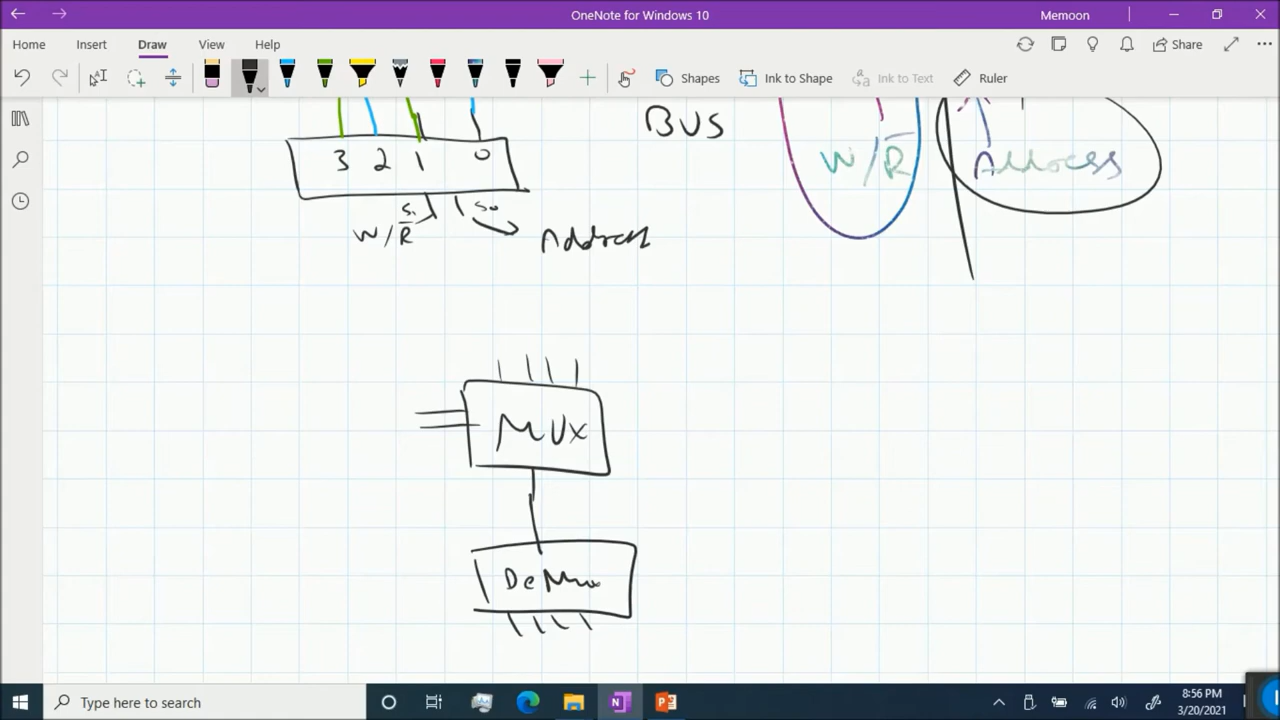 OneNote for Windows 10
Memoon
Home Insert Draw View Help
Share
Shapes Ink to Shape Ink to Text Ruler
BUS
3 2 1 0
W/R̅
Address
S₁ S₀
W/R̅
Address
MUx
DeMux
Type here to search
8:56 PM
3/20/2021